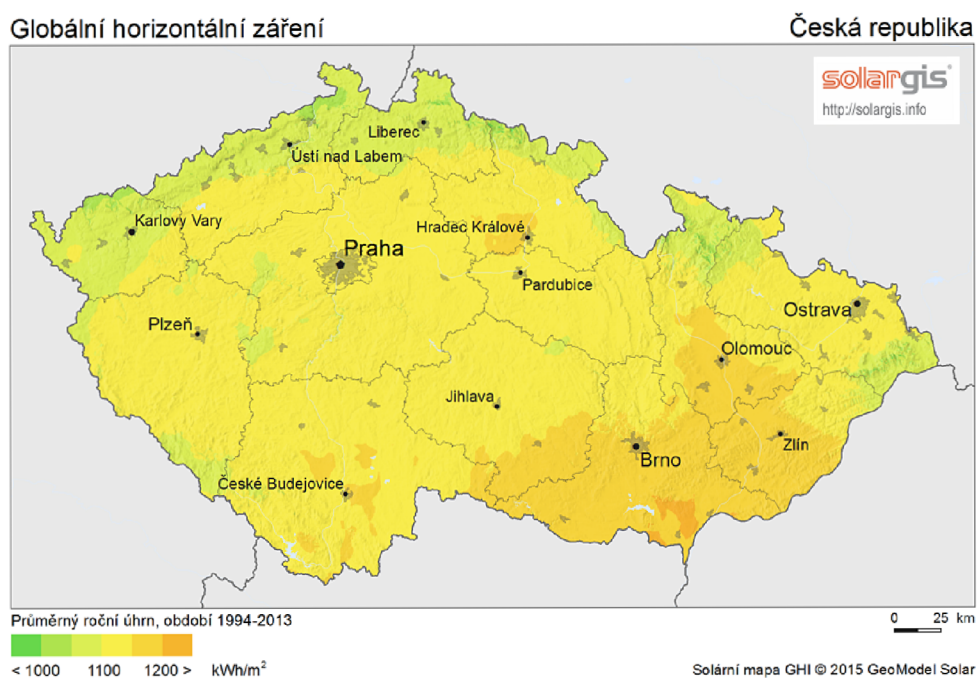 Globální horizontální záření
Česká republika
solargis®
http://solargis.info
Liberec
Ústí nad Labem
Karlovy Vary
Hradec Králové
Praha
Pardubice
Plzeň
Ostrava
Olomouc
Jihlava
Zlín
Brno
České Budejovice
Průměrný roční úhrn, období 1994-2013
0 25 km
< 1000 1100 1200 > kWh/m²
Solární mapa GHI © 2015 GeoModel Solar